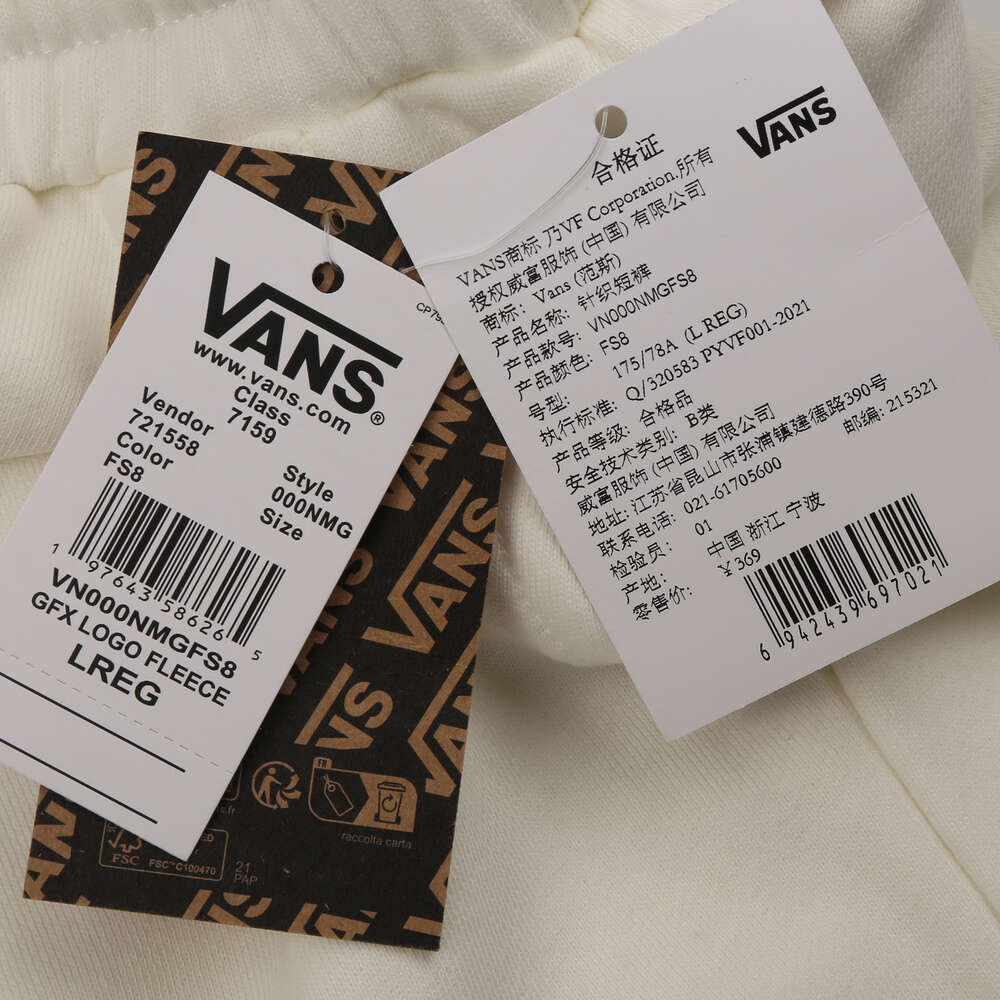 VANS®
www.vans.com
Vendor Class
721558 7159
Color Style
FS8 000NMG
Size
1 97643 58626 5
VN000NMGFS8
GFX LOGO FLEECE
LREG
VANS
合格证
VANS商标 乃VF Corporation.所有
授权威富服饰 (中国) 有限公司
商标: Vans (范斯)
产品名称: 针织短裤
产品款号: VN000NMGFS8
产品颜色: FS8
号型: 175/78A (L REG)
执行标准: Q/320583 PYVF001-2021
产品等级: 合格品
安全技术类别: B类
威富服饰 (中国) 有限公司
地址: 江苏省昆山市张浦镇建德路390号
邮编: 215321
联系电话: 021-61705600
检验员: 01
产地: 中国 浙江 宁波
零售价: ¥ 369
6 942439 697021
VANS
VANS
VANS
FR
raccolta carta
FSC
FSC™ C100470
21
PAP